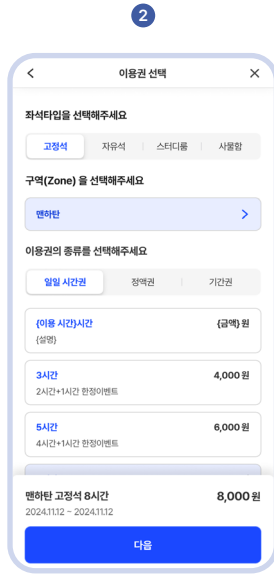 2
이용권 선택
좌석타입을 선택해주세요
고정석 자유석 스터디룸 사물함
구역(Zone) 을 선택해주세요
맨하탄
이용권의 종류를 선택해주세요
일일 시간권 정액권 기간권
{이용 시간}시간 {금액} 원
{설명}
3시간 4,000 원
2시간+1시간 한정이벤트
5시간 6,000 원
4시간+1시간 한정이벤트
맨하탄 고정석 8시간 8,000 원
2024.11.12 ~ 2024.11.12
다음